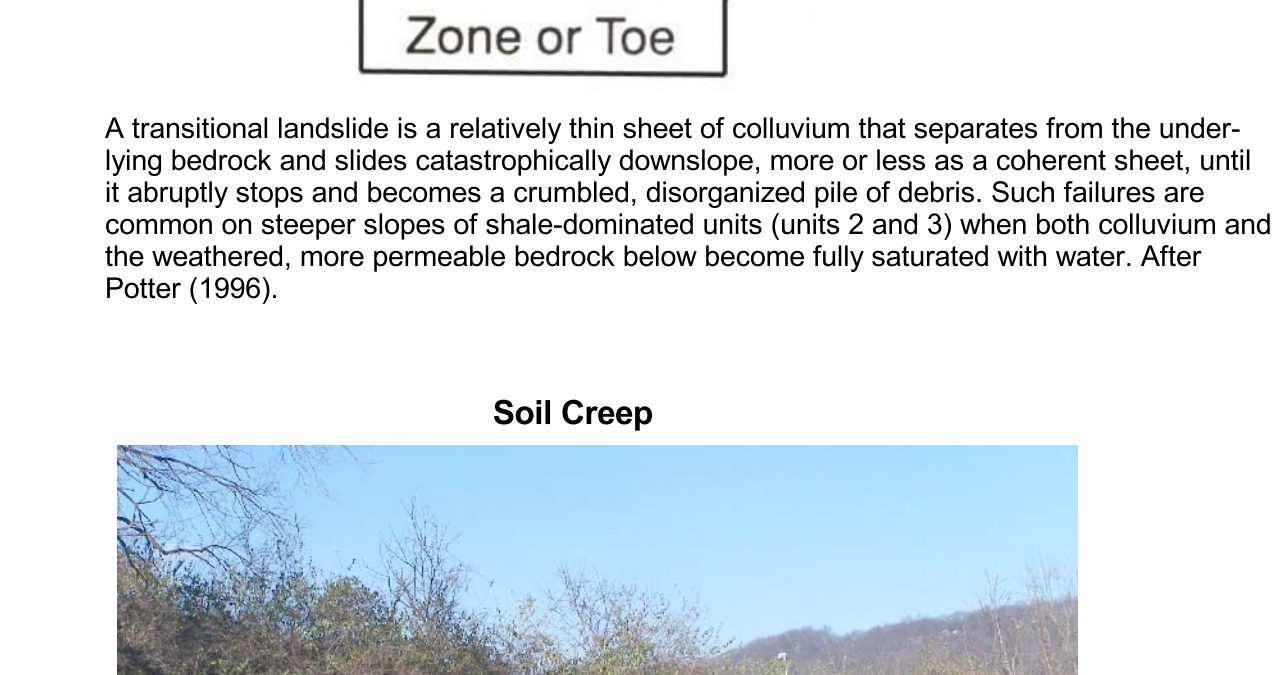 Zone or Toe
A transitional landslide is a relatively thin sheet of colluvium that separates from the under-
lying bedrock and slides catastrophically downslope, more or less as a coherent sheet, until
it abruptly stops and becomes a crumbled, disorganized pile of debris. Such failures are
common on steeper slopes of shale-dominated units (units 2 and 3) when both colluvium and
the weathered, more permeable bedrock below become fully saturated with water. After
Potter (1996).
Soil Creep